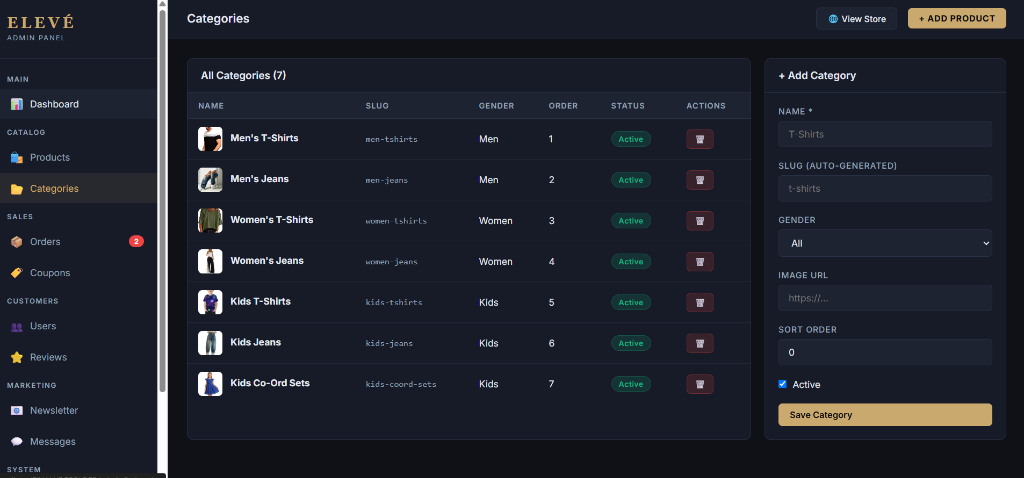 ELEVÉ
ADMIN PANEL
MAIN
Dashboard
CATALOG
Products
Categories
SALES
Orders 2
Coupons
CUSTOMERS
Users
Reviews
MARKETING
Newsletter
Messages
SYSTEM
Categories
View Store
+ ADD PRODUCT
All Categories (7)
NAME SLUG GENDER ORDER STATUS ACTIONS
Men's T-Shirts men-tshirts Men 1 Active
Men's Jeans men-jeans Men 2 Active
Women's T-Shirts women-tshirts Women 3 Active
Women's Jeans women-jeans Women 4 Active
Kids T-Shirts kids-tshirts Kids 5 Active
Kids Jeans kids-jeans Kids 6 Active
Kids Co-Ord Sets kids-coord-sets Kids 7 Active
+ Add Category
NAME *
T-Shirts
SLUG (AUTO-GENERATED)
t-shirts
GENDER
All
IMAGE URL
https://...
SORT ORDER
0
Active
Save Category